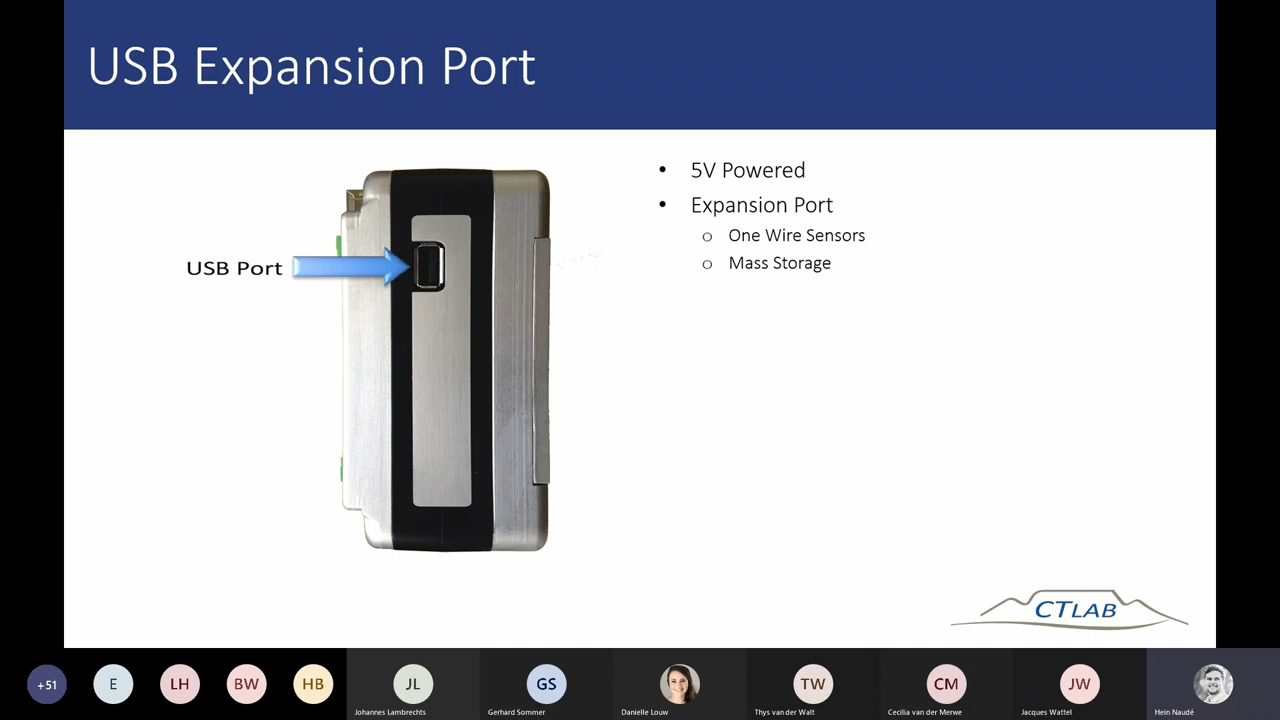 USB Expansion Port
USB Port
• 5V Powered
• Expansion Port
o One Wire Sensors
o Mass Storage
CTLAB
+51
E
LH
BW
HB
JL
GS
TW
CM
JW
Johannes Lambrechts
Gerhard Sommer
Danielle Louw
Thys van der Walt
Cecilia van der Merwe
Jacques Wattel
Hein Naudé